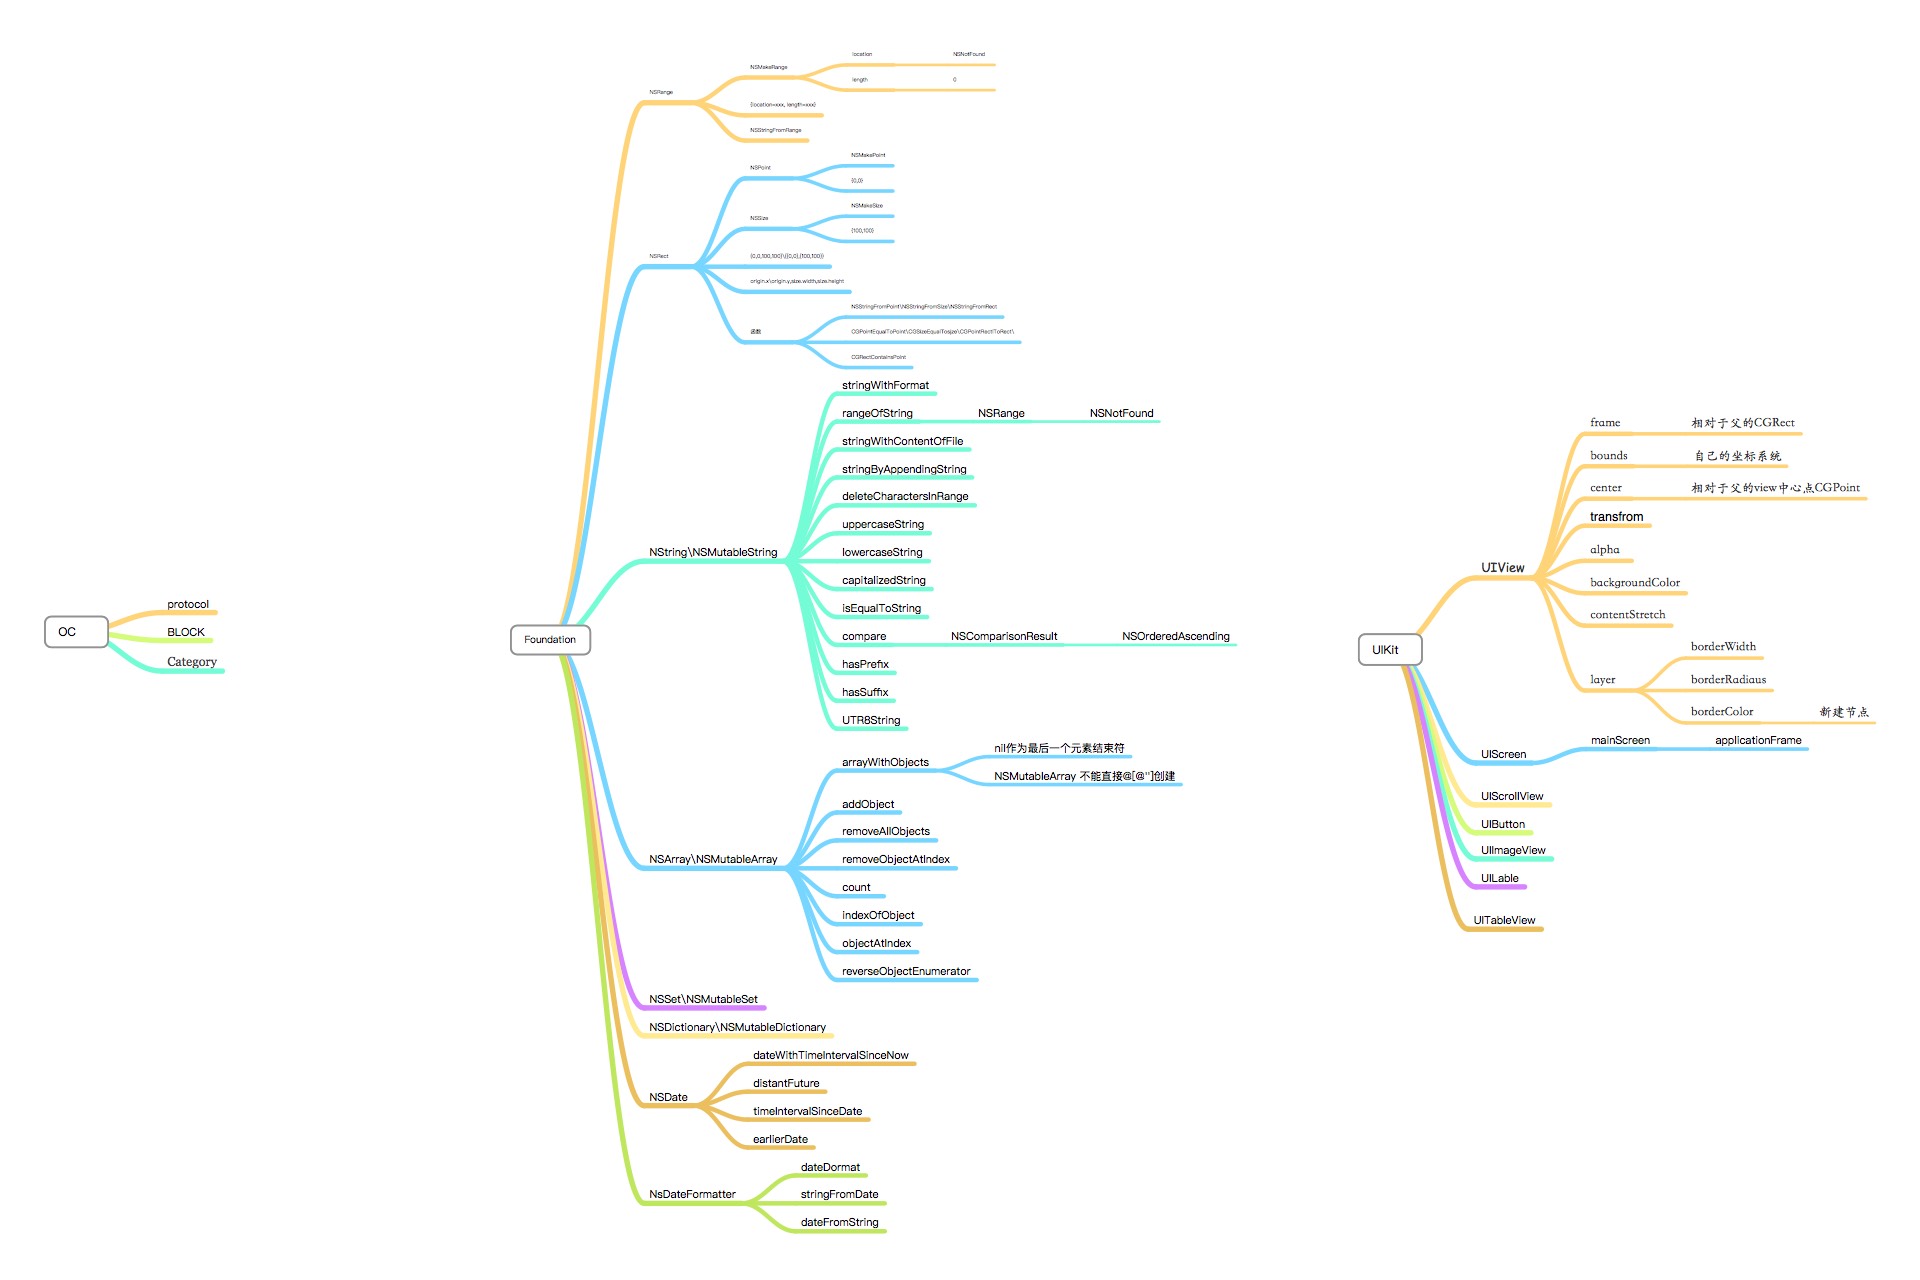 OC
protocol
BLOCK
Category
Foundation
NSRange
NSMakeRange
location
NSNotFound
length
0
{location=xxx, length=xxx}
NSStringFromRange
NSRect
NSPoint
NSMakePoint
{0,0}
NSSize
NSMakeSize
{100,100}
{0,0,100,100}\{{0,0},{100,100}}
origin.x\origin.y,size.width,size.height
函数
NSStringFromPoint\NSStringFromSize\NSStringFromRect
CGPointEqualToPoint\CGSizeEqualTosjze\CGPointRectToRect\
CGRectContainsPoint
NString\NSMutableString
stringWithFormat
rangeOfString
NSRange
NSNotFound
stringWithContentOfFile
stringByAppendingString
deleteCharactersInRange
uppercaseString
lowercaseString
capitalizedString
isEqualToString
compare
NSComparisonResult
NSOrderedAscending
hasPrefix
hasSuffix
UTR8String
NSArray\NSMutableArray
arrayWithObjects
nil作为最后一个元素结束符
NSMutableArray 不能直接@[@'']创建
addObject
removeAllObjects
removeObjectAtIndex
count
indexOfObject
objectAtIndex
reverseObjectEnumerator
NSSet\NSMutableSet
NSDictionary\NSMutableDictionary
NSDate
dateWithTimeIntervalSinceNow
distantFuture
timeIntervalSinceDate
earlierDate
NsDateFormatter
dateDormat
stringFromDate
dateFromString
UIKit
UIView
frame
相对于父的CGRect
bounds
自己的坐标系统
center
相对于父的view中心点CGPoint
transfrom
alpha
backgroundColor
contentStretch
layer
borderWidth
borderRadiaus
borderColor
新建节点
UIScreen
mainScreen
applicationFrame
UIScrollView
UIButton
UIImageView
UILable
UITableView